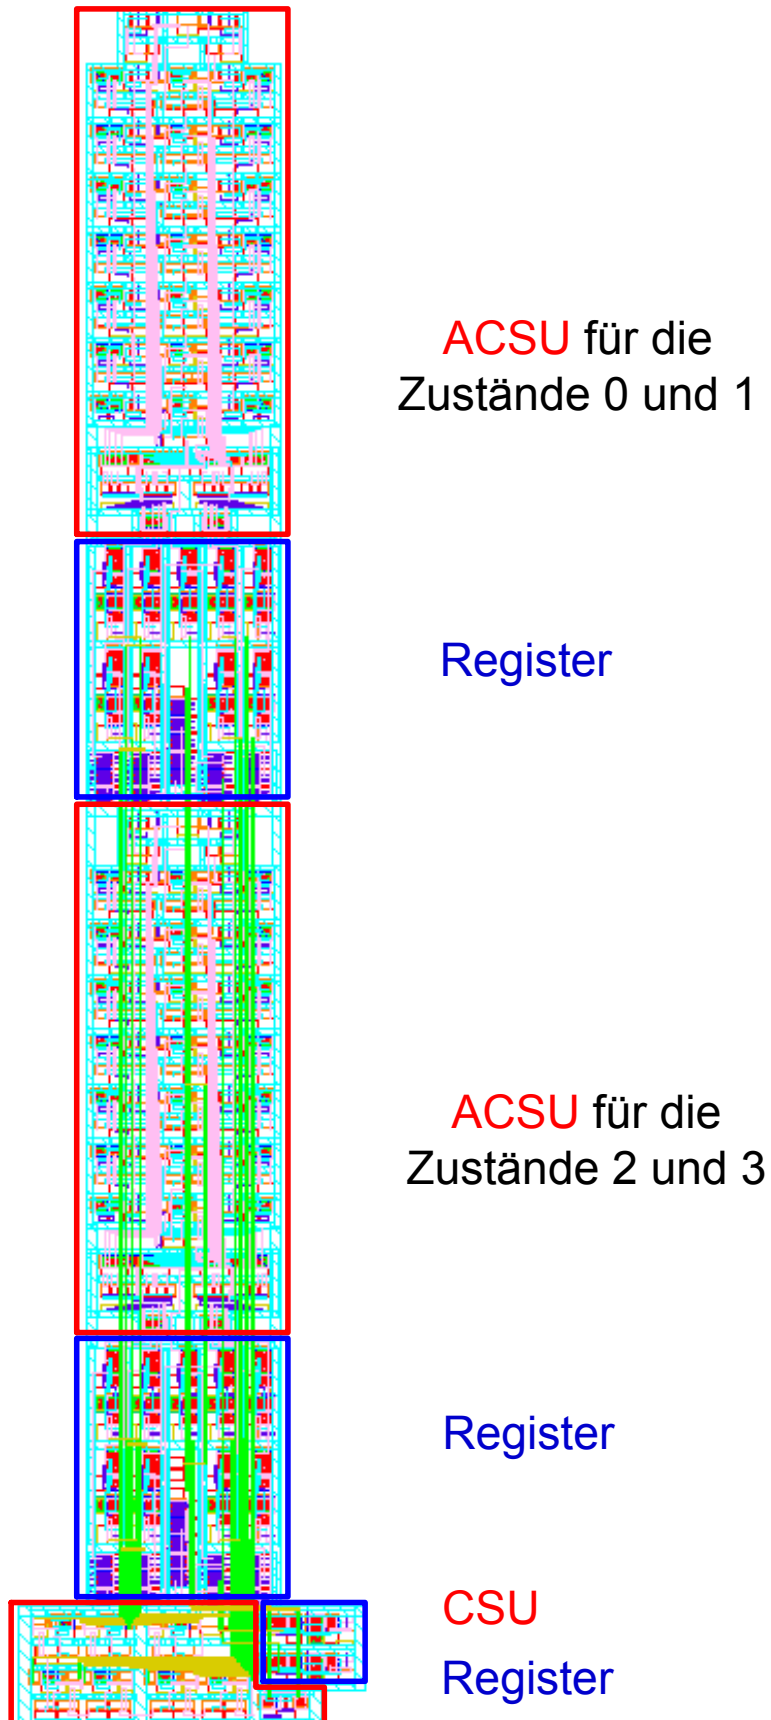 ACSU für die
Zustände 0 und 1
Register
ACSU für die
Zustände 2 und 3
Register
CSU
Register